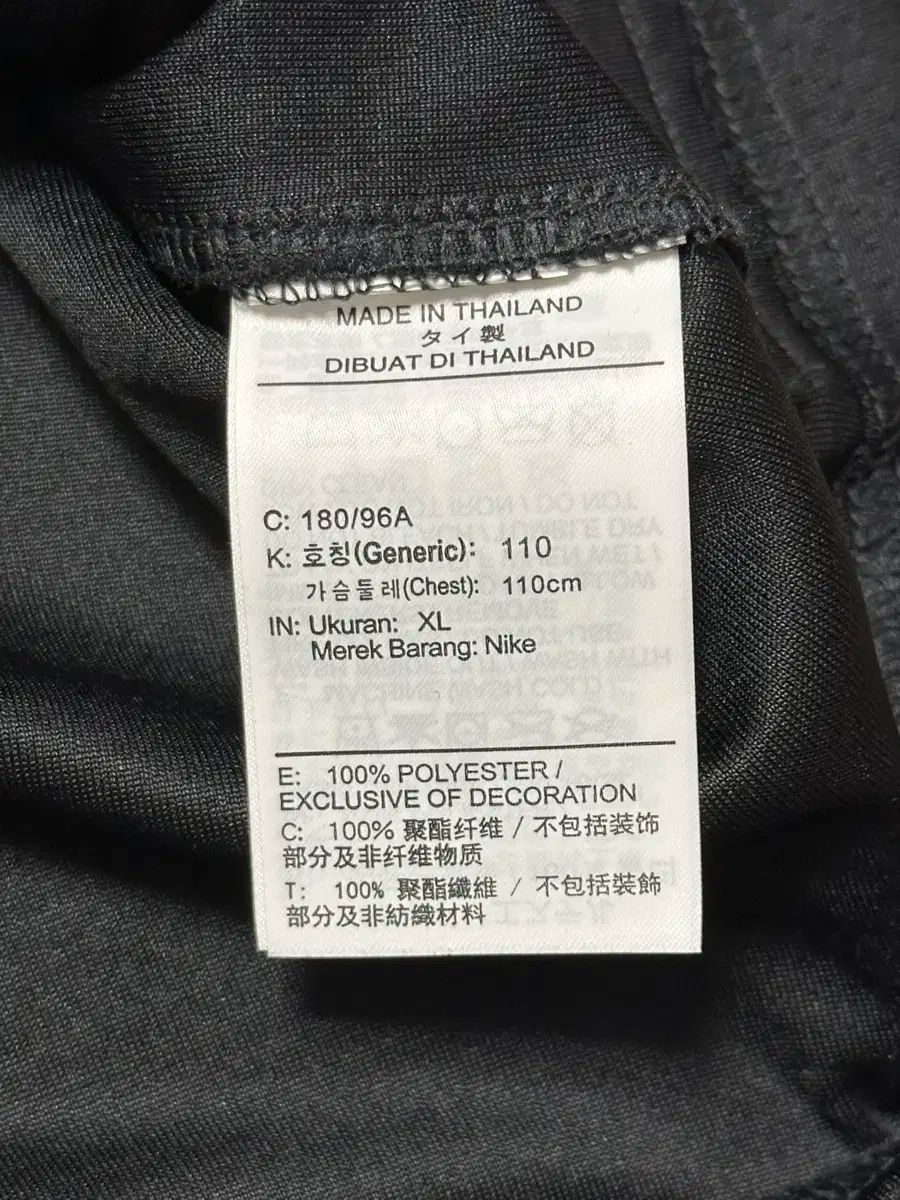 MADE IN THAILAND
タイ製
DIBUAT DI THAILAND
C: 180/96A
K: 호칭(Generic): 110
가슴둘레(Chest): 110cm
IN: Ukuran: XL
Merek Barang: Nike
E: 100% POLYESTER /
EXCLUSIVE OF DECORATION
C: 100% 聚酯纤维 / 不包括装饰
部分及非纤维物质
T: 100% 聚酯纖維 / 不包括裝飾
部分及非紡織材料